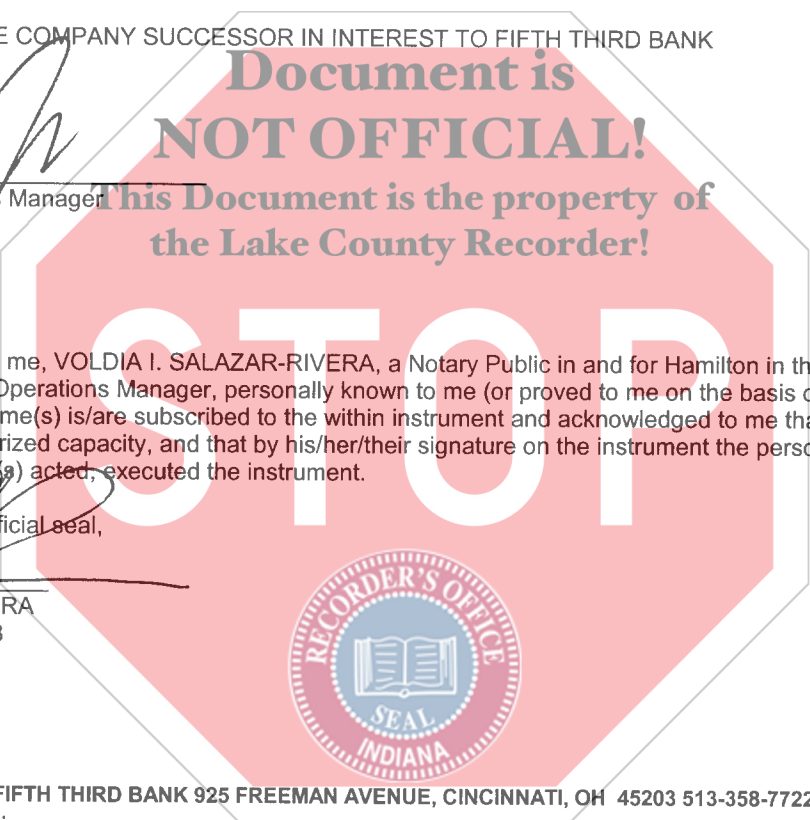 E COMPANY SUCCESSOR IN INTEREST TO FIFTH THIRD BANK
Document is
NOT OFFICIAL!
Manager
This Document is the property of
the Lake County Recorder!
STOP
me, VOLDIA I. SALAZAR-RIVERA, a Notary Public in and for Hamilton in th
Operations Manager, personally known to me (or proved to me on the basis o
me(s) is/are subscribed to the within instrument and acknowledged to me tha
rized capacity, and that by his/her/their signature on the instrument the perso
(s) acted, executed the instrument.
ficial seal,
RA
RECORDER'S OFFICE
SEAL
INDIANA
FIFTH THIRD BANK 925 FREEMAN AVENUE, CINCINNATI, OH 45203 513-358-7722